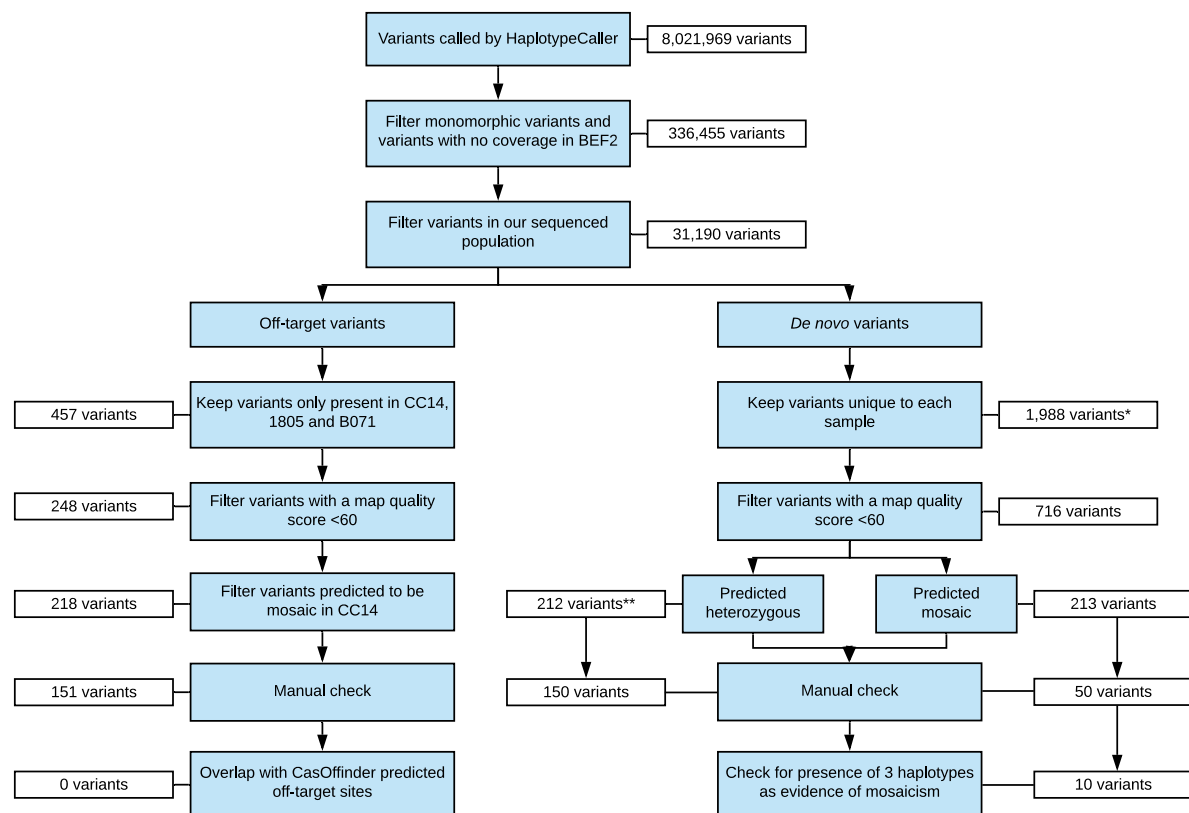 Variants called by HaplotypeCaller
8,021,969 variants
Filter monomorphic variants and
variants with no coverage in BEF2
336,455 variants
Filter variants in our sequenced
population
31,190 variants
Off-target variants
De novo variants
457 variants
Keep variants only present in CC14,
1805 and B071
Keep variants unique to each
sample
1,988 variants*
248 variants
Filter variants with a map quality
score <60
Filter variants with a map quality
score <60
716 variants
218 variants
Filter variants predicted to be
mosaic in CC14
212 variants**
Predicted
heterozygous
Predicted
mosaic
213 variants
151 variants
Manual check
150 variants
Manual check
50 variants
0 variants
Overlap with CasOffinder predicted
off-target sites
Check for presence of 3 haplotypes
as evidence of mosaicism
10 variants